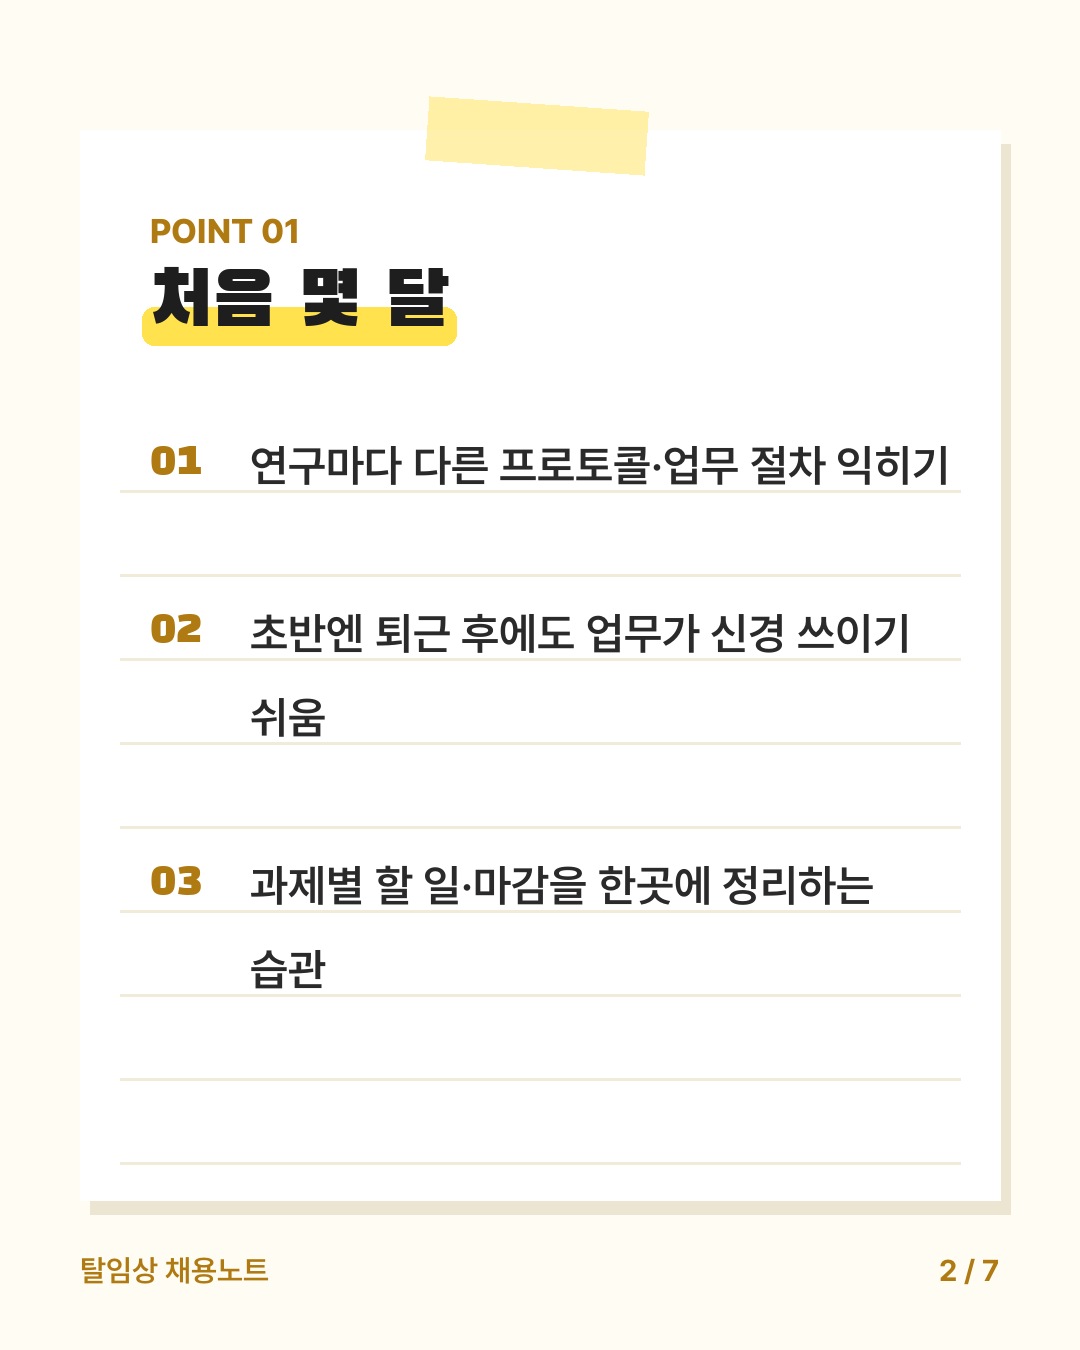 POINT 01
처음 몇 달
01 연구마다 다른 프로토콜·업무 절차 익히기
02 초반엔 퇴근 후에도 업무가 신경 쓰이기
쉬움
03 과제별 할 일·마감을 한곳에 정리하는
습관
탈임상 채용노트
2 / 7